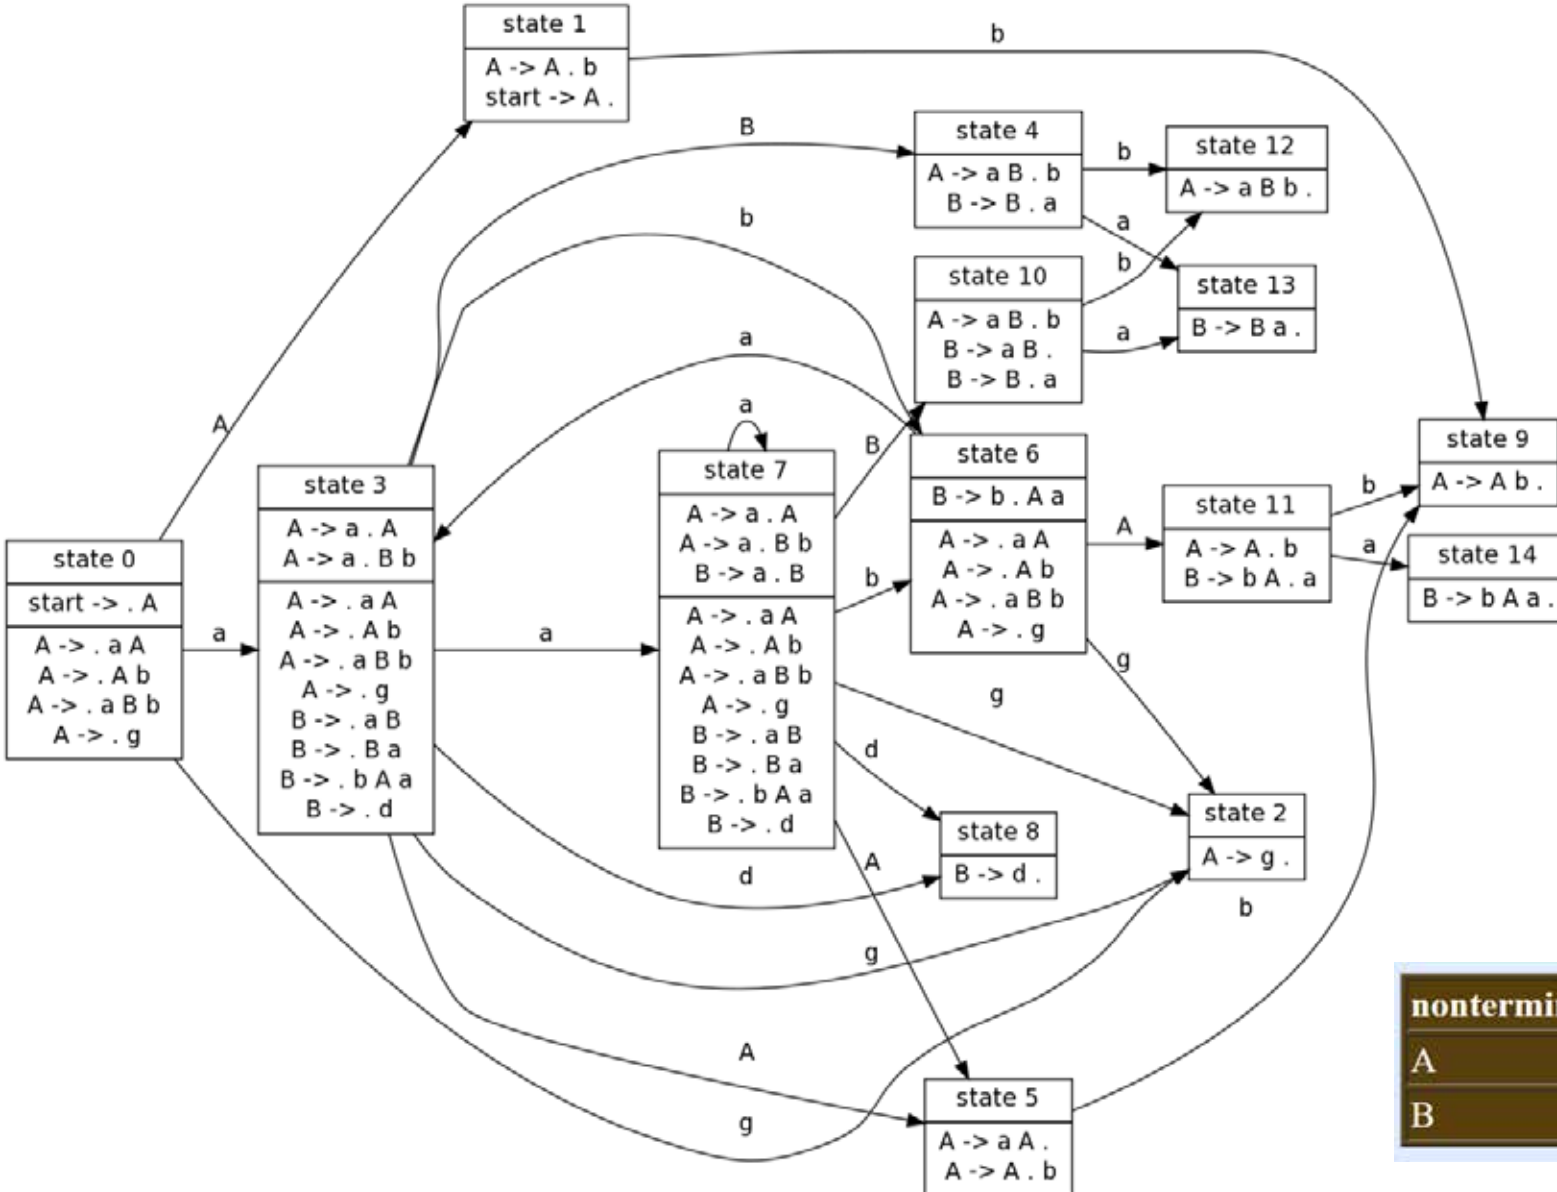 state 1
A -> A . b
start -> A .
b
state 4
A -> a B . b
B -> B . a
B
b
a
state 12
A -> a B b .
b
state 10
A -> a B . b
B -> a B .
B -> B . a
b
a
state 13
B -> B a .
a
A
state 0
start -> . A
A -> . a A
A -> . A b
A -> . a B b
A -> . g
a
state 3
A -> a . A
A -> a . B b
A -> . a A
A -> . A b
A -> . a B b
A -> . g
B -> . a B
B -> . B a
B -> . b A a
B -> . d
a
a
state 7
A -> a . A
A -> a . B b
B -> a . B
A -> . a A
A -> . A b
A -> . a B b
A -> . g
B -> . a B
B -> . B a
B -> . b A a
B -> . d
B
b
g
d
A
state 6
B -> b . A a
A -> . a A
A -> . A b
A -> . a B b
A -> . g
A
g
state 11
A -> A . b
B -> b A . a
b
a
state 9
A -> A b .
state 14
B -> b A a .
state 8
B -> d .
state 2
A -> g .
d
g
b
A
g
state 5
A -> a A .
A -> A . b
A
B